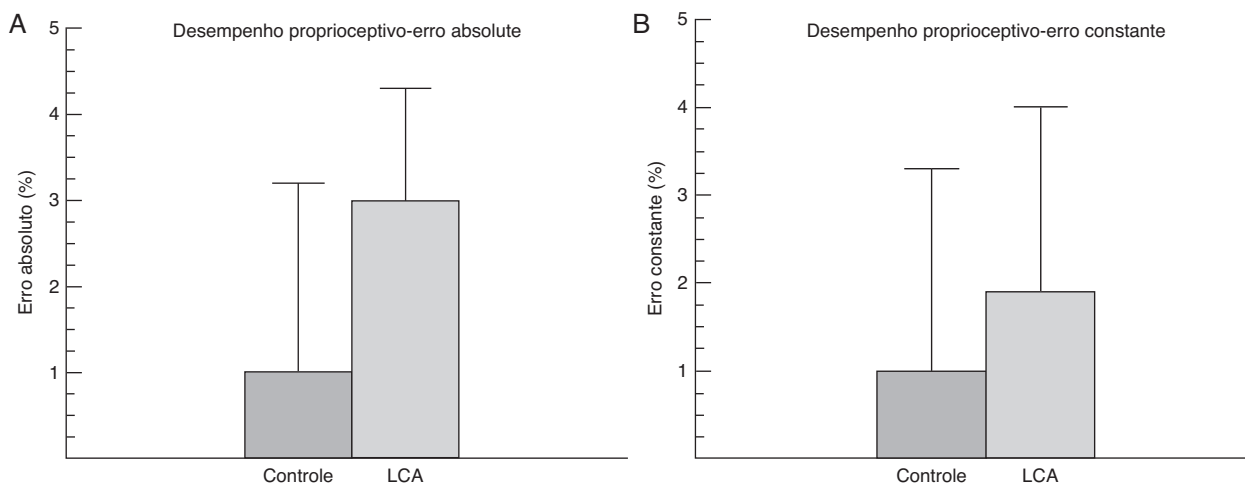 A
Desempenho proprioceptivo-erro absolute
5
4
3
2
1
Erro absoluto (%)
Controle LCA
B
Desempenho proprioceptivo-erro constante
5
4
3
2
1
Erro constante (%)
Controle LCA